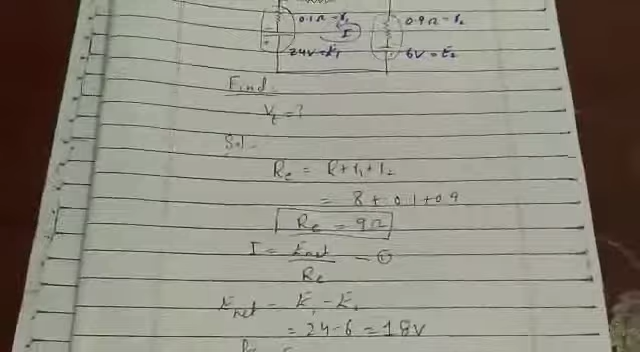 0.1Ω - r₁ I 0.9Ω - r₂
24V = E₁ 6V = E₂
Find
Vₜ = ?
Sol -
Rₑ = R + r₁ + r₂
= 8 + 0.1 + 0.9
Rₑ = 9Ω
I = Enet / Rₑ - ①
Enet = E₁ - E₂
= 24 - 6 = 18V